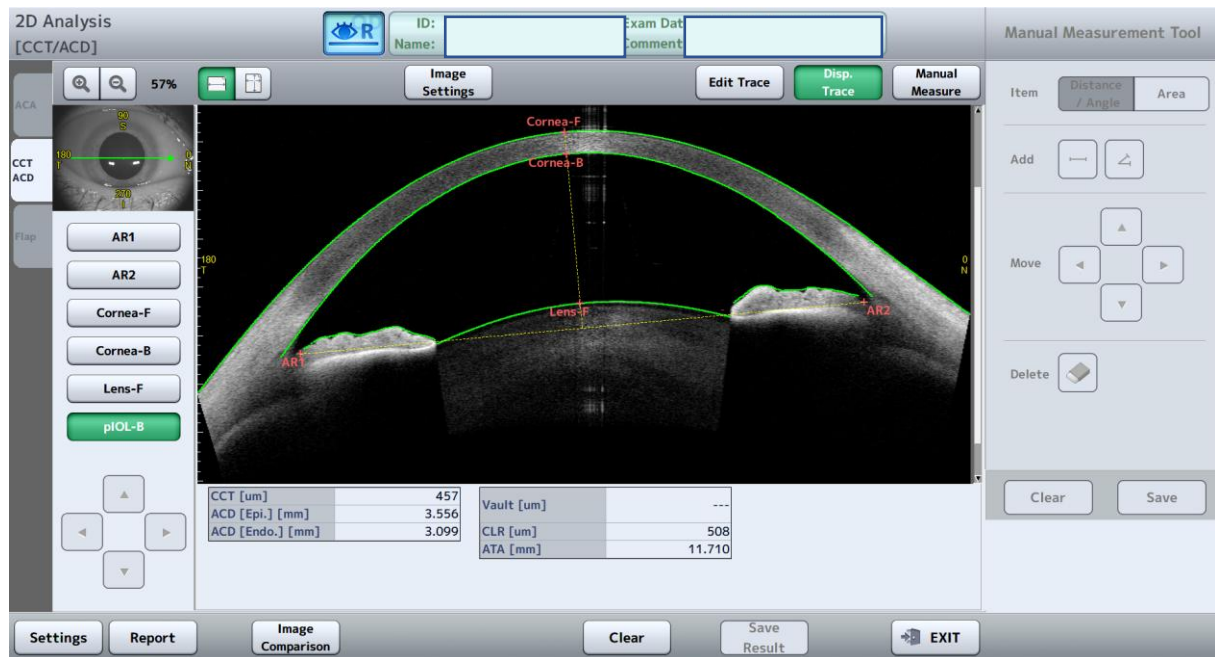 2D Analysis
[CCT/ACD]
R
ID:
Name:
Exam Dat
Comment
Manual Measurement Tool
ACA
CCT
ACD
Flap
57%
Image
Settings
Edit Trace
Disp.
Trace
Manual
Measure
Item
Distance
/ Angle
Area
Add
Move
Delete
Clear
Save
90
S
180
T
0
N
270
I
AR1
AR2
Cornea-F
Cornea-B
Lens-F
pIOL-B
Cornea-F
Cornea-B
180
T
0
N
Lens-F
AR1
AR2
CCT [um] 457
ACD [Epi.] [mm] 3.556
ACD [Endo.] [mm] 3.099
Vault [um] ---
CLR [um] 508
ATA [mm] 11.710
Settings
Report
Image
Comparison
Clear
Save
Result
EXIT